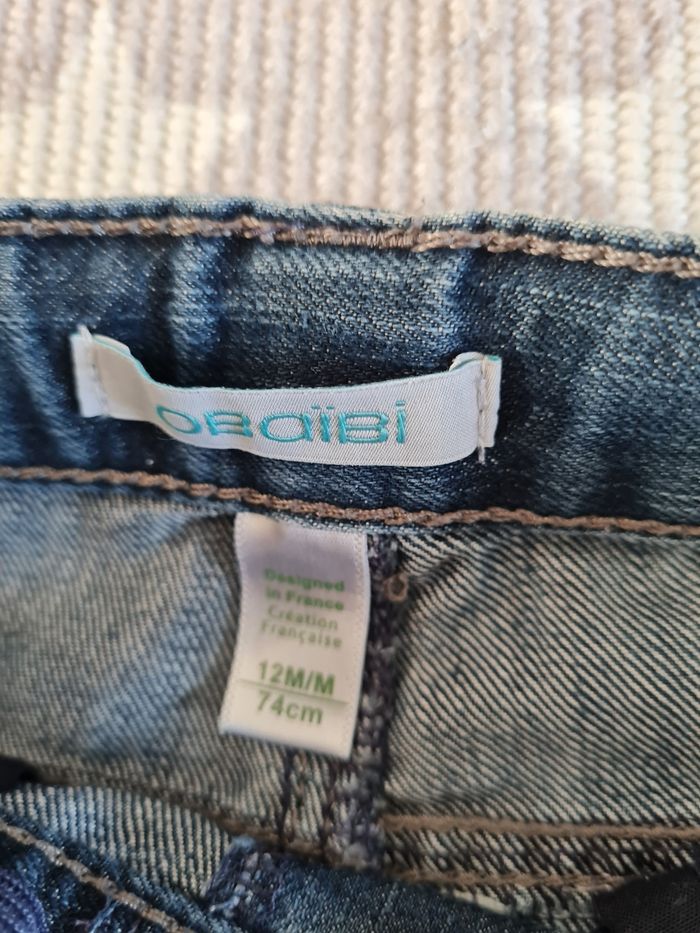 OBaïBi
Designed
in France
Création
Française
12M/M
74cm